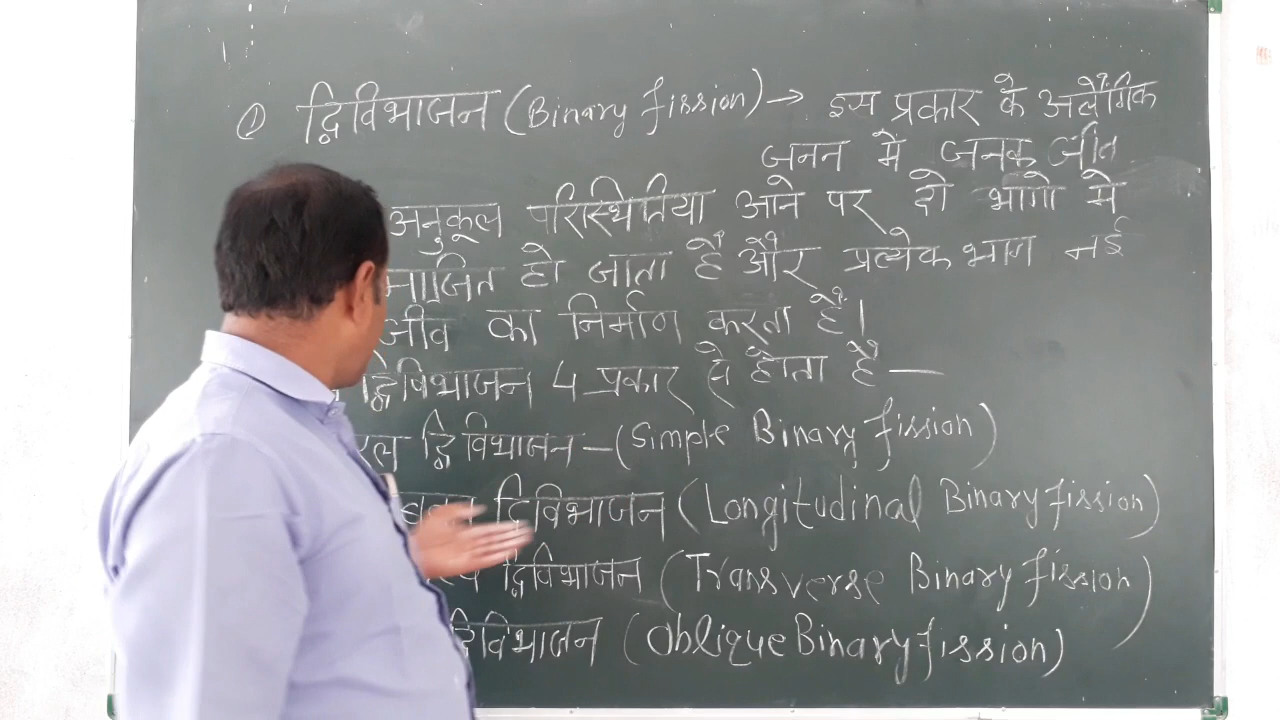 ① द्विविभाजन (Binary fission) → इस प्रकार के अलैंगिक
जनन में जनक जीव
अनुकूल परिस्थितिया आने पर दो भागो मे
भाजित हो जाता है और प्रत्येक भाग नई
जीव का निर्माण करता है।
द्विविभाजन 4 प्रकार से होता है —
रल द्विविभाजन – (Simple Binary fission)
द्विविभाजन (Longitudinal Binary fission)
द्विविभाजन (Transverse Binary fission)
द्विविभाजन (Oblique Binary fission)